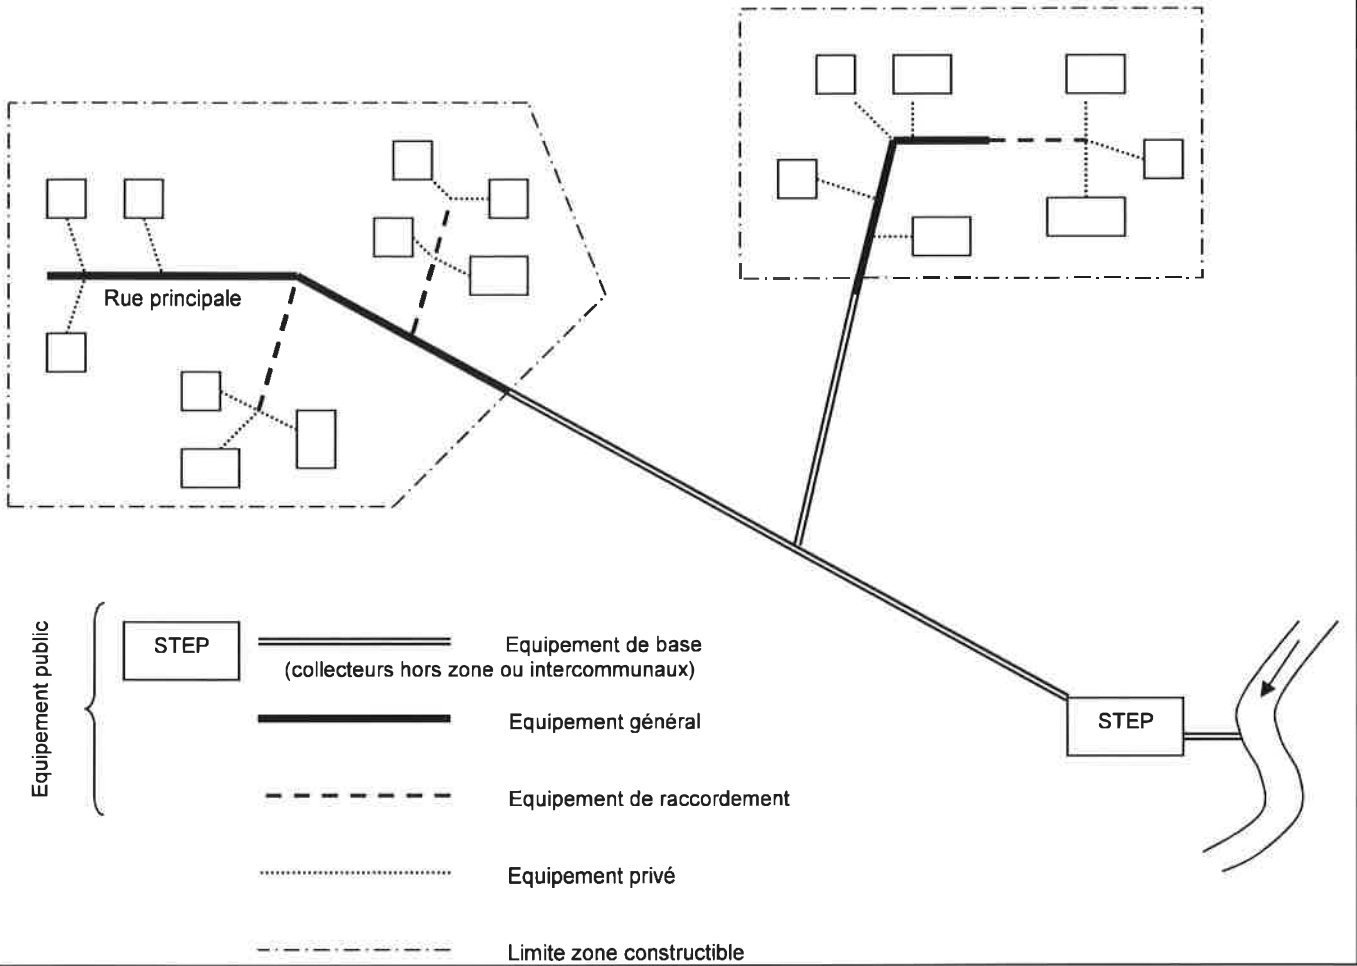 Rue principale
Equipement public
STEP
Equipement de base
(collecteurs hors zone ou intercommunaux)
STEP
Equipement général
Equipement de raccordement
Equipement privé
Limite zone constructible